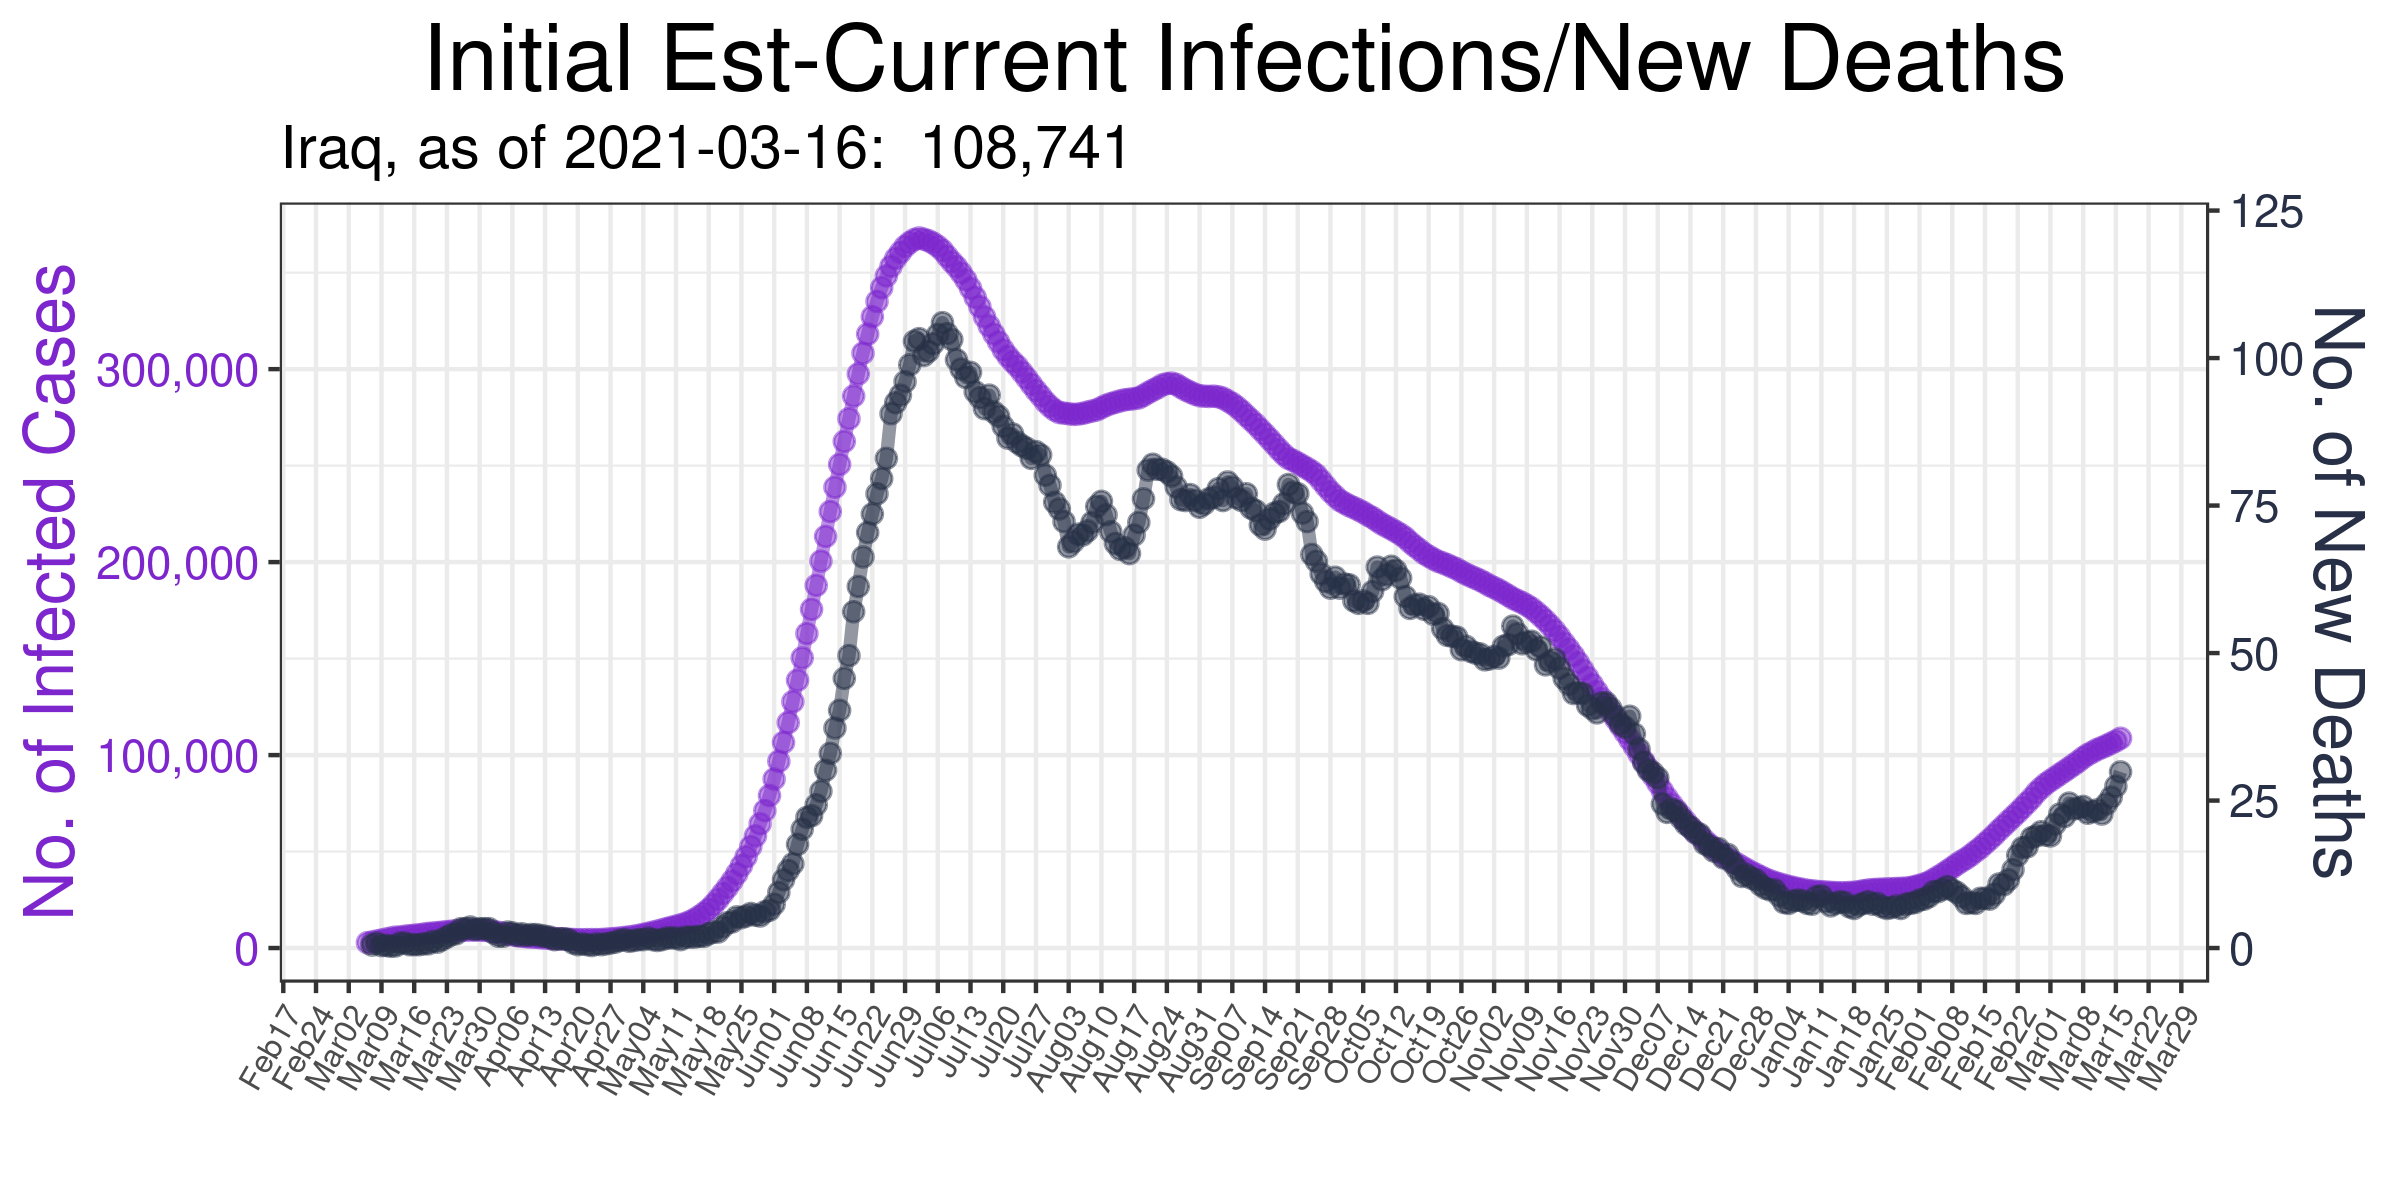 Initial Est-Current Infections/New Deaths
Iraq, as of 2021-03-16:  108,741
No. of Infected Cases
300,000
200,000
100,000
0
125
100
75
50
25
0
No. of New Deaths
Feb17
Feb24
Mar02
Mar09
Mar16
Mar23
Mar30
Apr06
Apr13
Apr20
Apr27
May04
May11
May18
May25
Jun01
Jun08
Jun15
Jun22
Jun29
Jul06
Jul13
Jul20
Jul27
Aug03
Aug10
Aug17
Aug24
Aug31
Sep07
Sep14
Sep21
Sep28
Oct05
Oct12
Oct19
Oct26
Nov02
Nov09
Nov16
Nov23
Nov30
Dec07
Dec14
Dec21
Dec28
Jan04
Jan11
Jan18
Jan25
Feb01
Feb08
Feb15
Feb22
Mar01
Mar08
Mar15
Mar22
Mar29